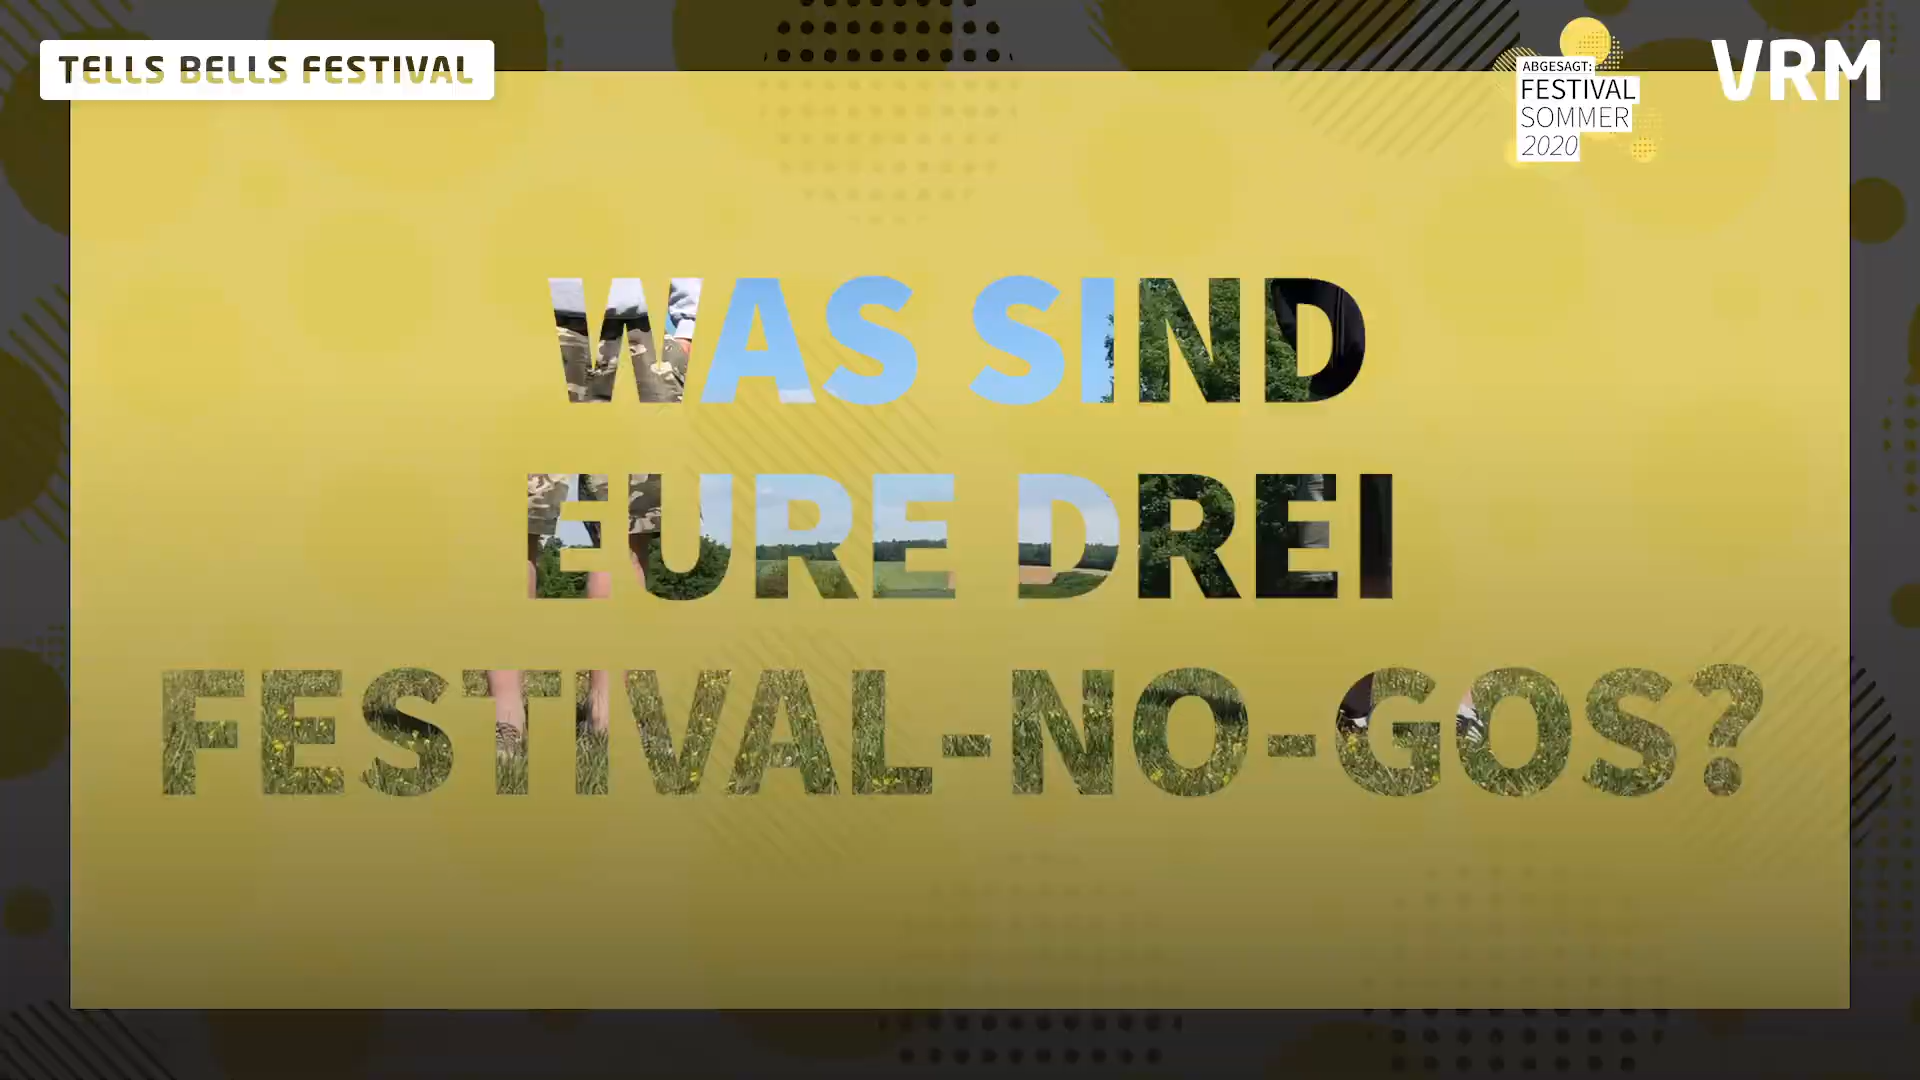 TELLS BELLS FESTIVAL
ABGESAGT:
FESTIVAL
SOMMER
2020
VRM
WAS SIND
EURE DREI
FESTIVAL-NO-GOS?